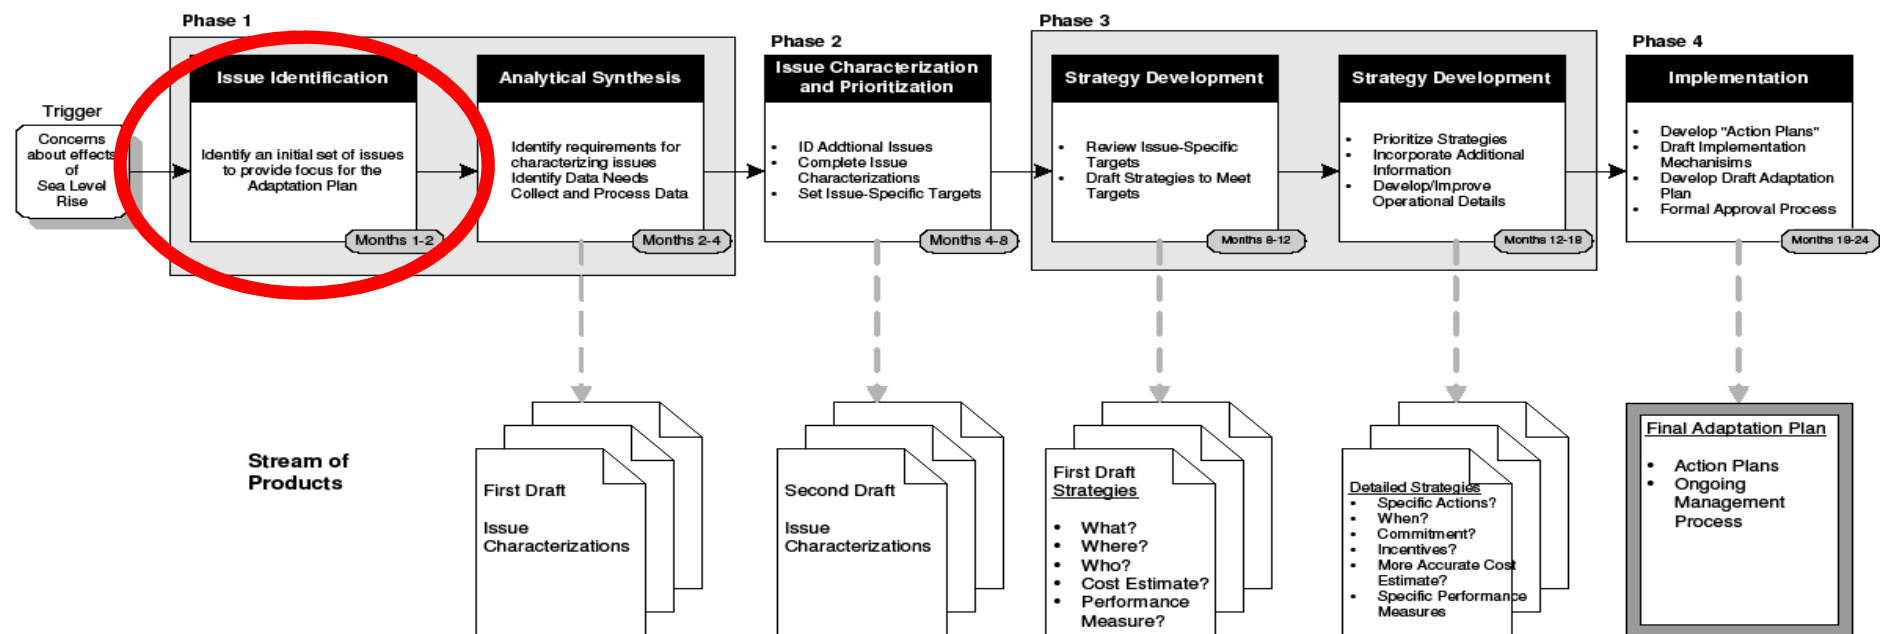 Phase 1
Phase 2
Phase 3
Phase 4
Trigger
Concerns
about effects
of
Sea Level
Rise
Issue Identification
Identify an initial set of issues
to provide focus for the
Adaptation Plan
Months 1-2
Analytical Synthesis
Identify requirements for
characterizing issues
Identify Data Needs
Collect and Process Data
Months 2-4
Issue Characterization
and Prioritization
• ID Addtional Issues
• Complete Issue
Characterizations
• Set Issue-Specific Targets
Months 4-8
Strategy Development
• Review Issue-Specific
Targets
• Draft Strategies to Meet
Targets
Months 8-12
Strategy Development
• Prioritize Strategies
• Incorporate Additional
Information
• Develop/Improve
Operational Details
Months 12-18
Implementation
• Develop "Action Plans"
• Draft Implementation
Mechanisims
• Develop Draft Adaptation
Plan
• Formal Approval Process
Months 18-24
Stream of
Products
First Draft
Issue
Characterizations
Second Draft
Issue
Characterizations
First Draft
Strategies
• What?
• Where?
• Who?
• Cost Estimate?
• Performance
Measure?
Detailed Strategies
• Specific Actions?
• When?
• Commitment?
• Incentives?
• More Accurate Cost
Estimate?
• Specific Performance
Measures
Final Adaptation Plan
• Action Plans
• Ongoing
Management
Process